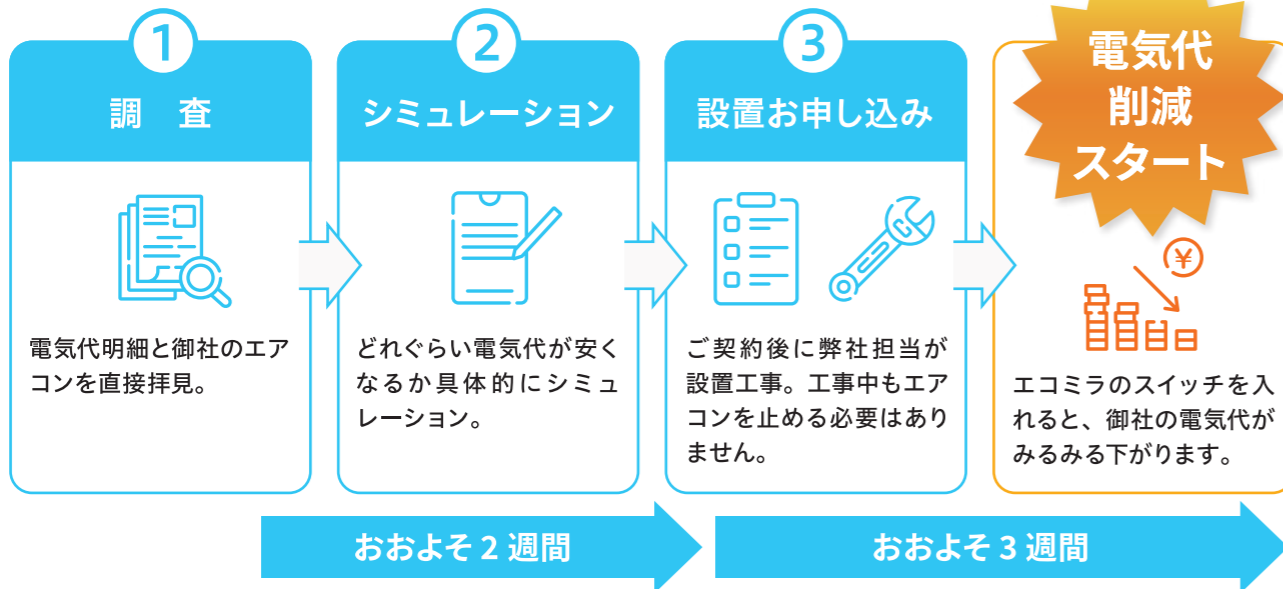 1
調 査
電気代明細と御社のエア
コンを直接拝見。
2
シミュレーション
どれぐらい電気代が安く
なるか具体的にシミュ
レーション。
3
設置お申し込み
ご契約後に弊社担当が
設置工事。工事中もエア
コンを止める必要はあり
ません。
電気代
削減
スタート
¥
エコミラのスイッチを入
れると、御社の電気代が
みるみる下がります。
おおよそ 2 週間
おおよそ 3 週間